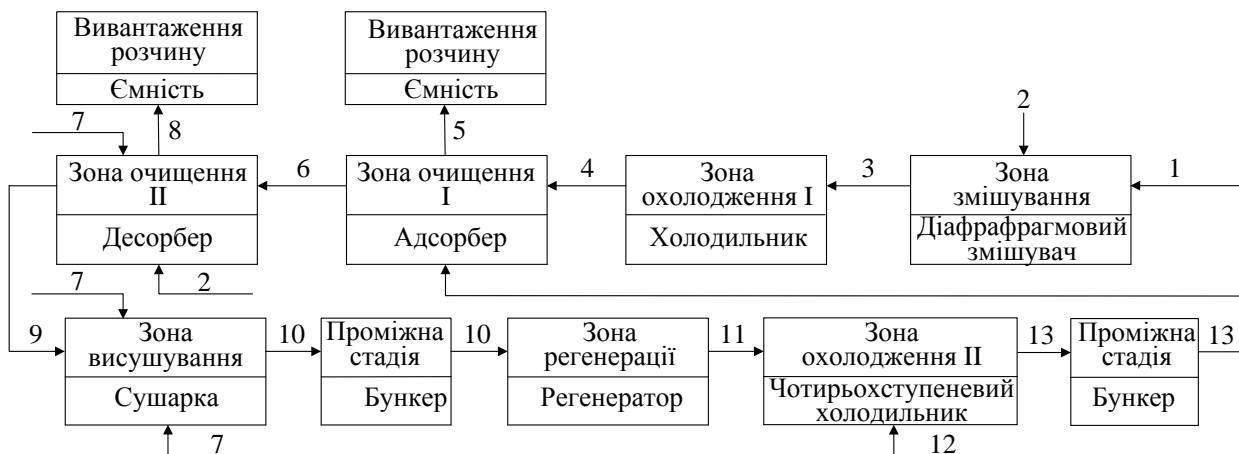 Вивантаження
розчину
Ємність
Вивантаження
розчину
Ємність
2
7
8
5
Зона очищення
ІІ
Десорбер
6
Зона очищення
І
Адсорбер
4
Зона
охолодження І
Холодильник
3
Зона
змішування
Діафрафрагмовий
змішувач
1
7
2
9
Зона
висушування
Сушарка
10
Проміжна
стадія
Бункер
10
Зона
регенерації
Регенератор
11
Зона
охолодження ІІ
Чотирьохступеневий
холодильник
13
Проміжна
стадія
Бункер
13
7
12